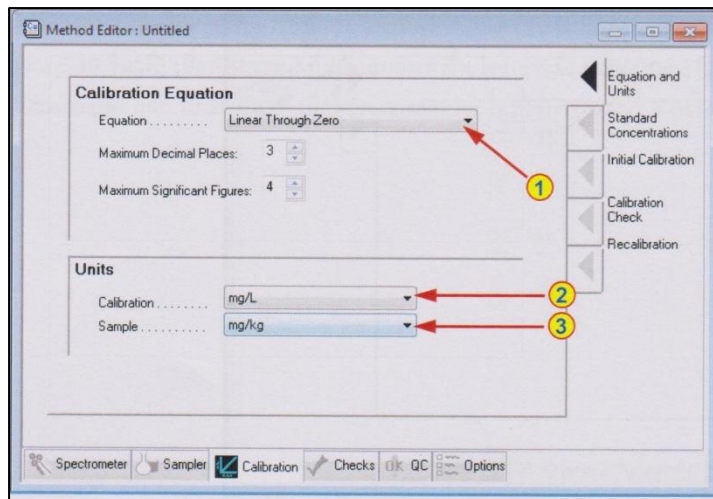 Method Editor : Untitled
Calibration Equation
Equation ......... Linear Through Zero
Maximum Decimal Places: 3
Maximum Significant Figures: 4
1
Units
Calibration ........ mg/L
2
Sample .......... mg/kg
3
Equation and
Units
Standard
Concentrations
Initial Calibration
Calibration
Check
Recalibration
Spectrometer Sampler Calibration Checks QC Options